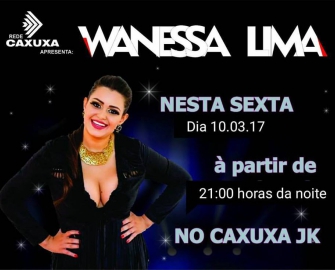 REDE
CAXUXA
APRESENTA:
WANESSA LIMA
NESTA SEXTA
Dia 10.03.17
à partir de
21:00 horas da noite
NO CAXUXA JK